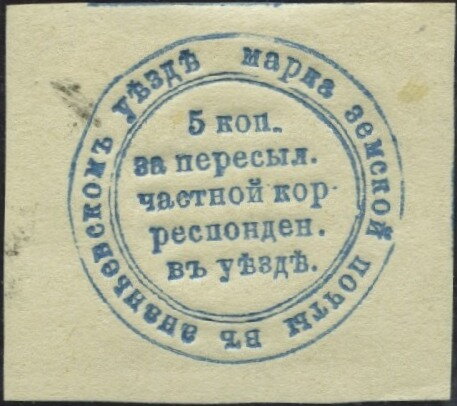 марка земской почты въ ананьевскомъ уѣздѣ
5 коп.
за пересыл.
частной кор-
респонден.
въ уѣздѣ.